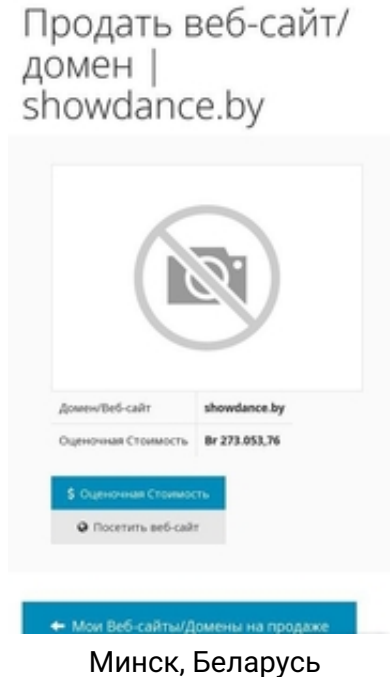 Продать веб-сайт/
домен |
showdance.by
Домен/Веб-сайт showdance.by
Оценочная Стоимость Br 273.053,76
$ Оценочная Стоимость
Посетить веб-сайт
Мои Веб-сайты/Домены на продаже
Минск, Беларусь